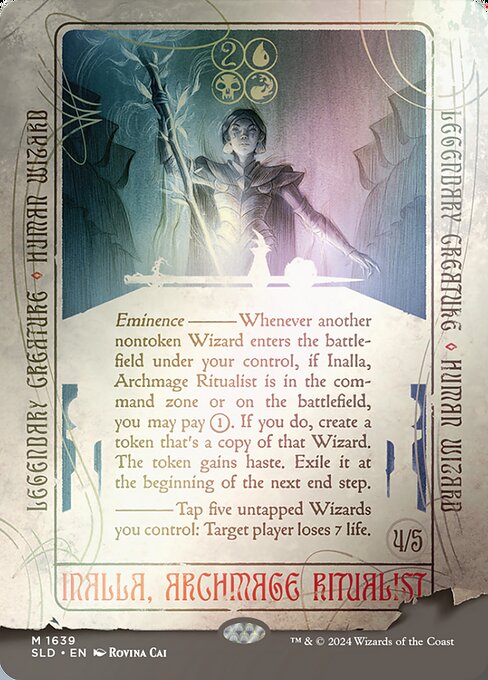 2
LEGENDARY CREATURE ♦ HUMAN WIZARD
LEGENDARY CREATURE ♦ HUMAN WIZARD
Eminence —— Whenever another
nontoken Wizard enters the battle-
field under your control, if Inalla,
Archmage Ritualist is in the com-
mand zone or on the battlefield,
you may pay 1. If you do, create a
token that's a copy of that Wizard.
The token gains haste. Exile it at
the beginning of the next end step.
—— Tap five untapped Wizards
you control: Target player loses 7 life.
4/5
INALLA, ARCHMAGE RITUALIST
M 1639
SLD • EN Rovina Cai
™ & © 2024 Wizards of the Coast